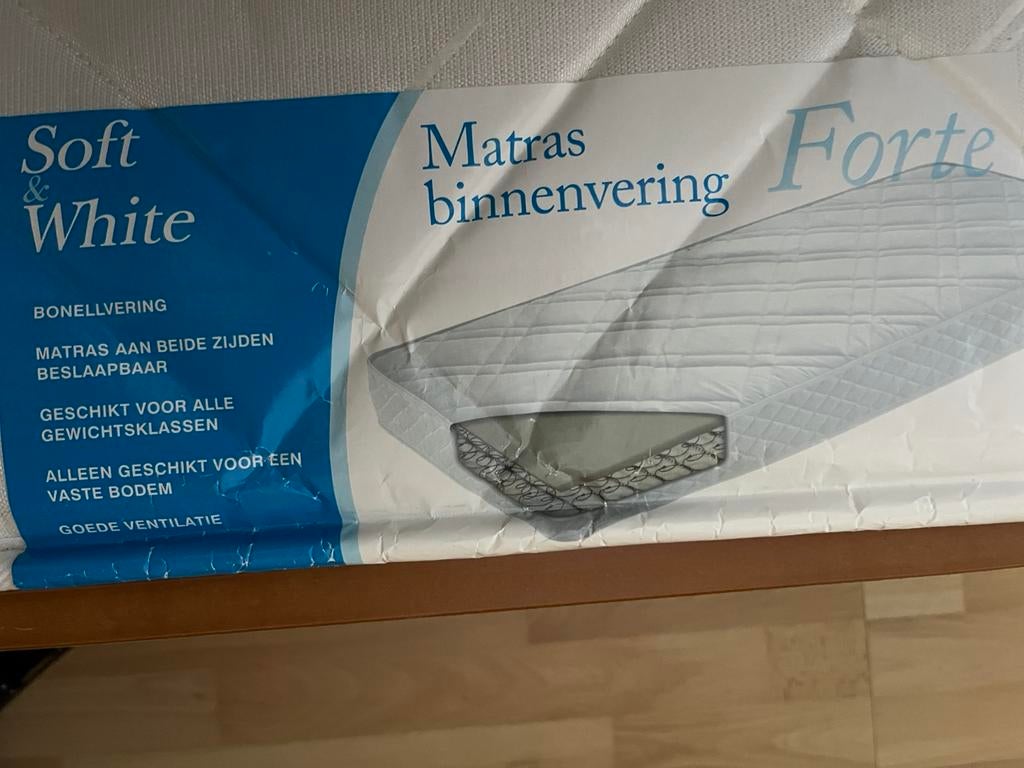 Soft
&
White
BONELLVERING
MATRAS AAN BEIDE ZIJDEN
BESLAAPBAAR
GESCHIKT VOOR ALLE
GEWICHTSKLASSEN
ALLEEN GESCHIKT VOOR EEN
VASTE BODEM
GOEDE VENTILATIE
Matras
binnenvering
Forte